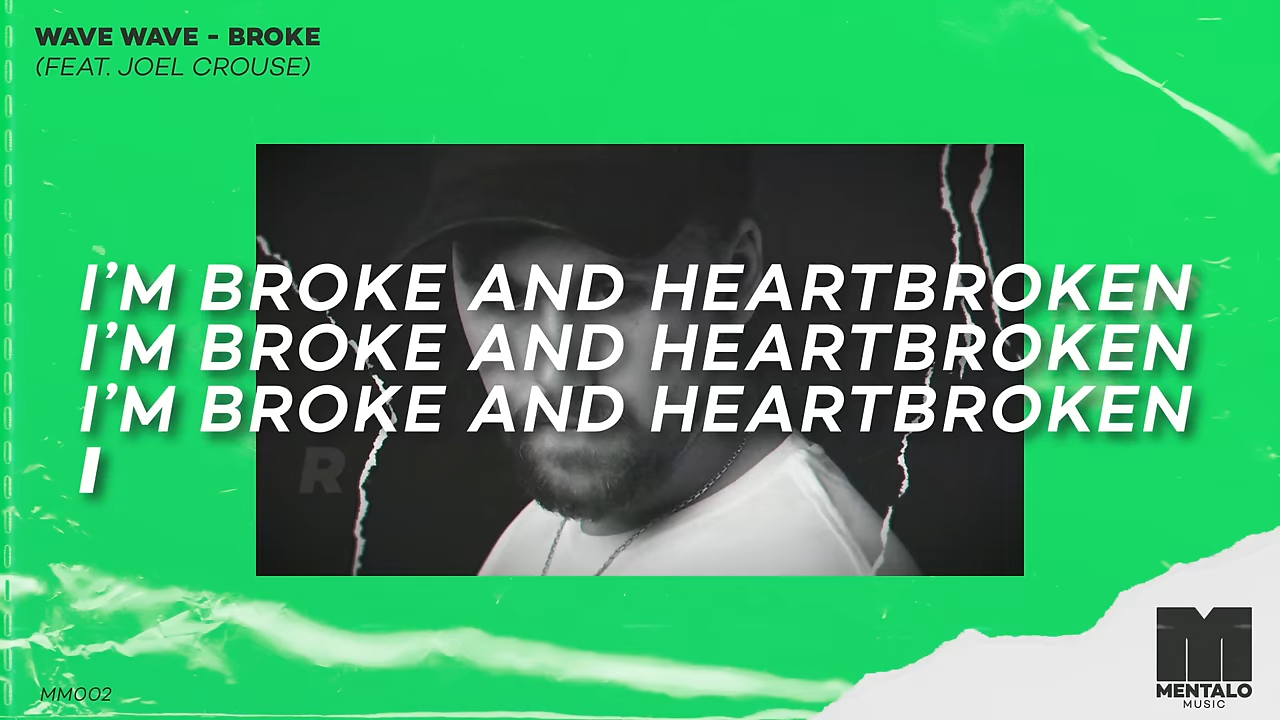 WAVE WAVE - BROKE
(FEAT. JOEL CROUSE)
I'M BROKE AND HEARTBROKEN
I'M BROKE AND HEARTBROKEN
I'M BROKE AND HEARTBROKEN
I
R
MM002
M
MENTALO
MUSIC